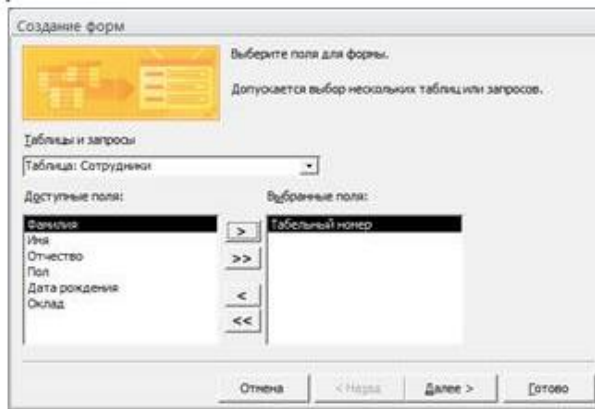 Создание форм
Выберите поля для формы.
Допускается выбор нескольких таблиц или запросов.
Таблицы и запросы
Таблица: Сотрудники
Доступные поля:
Выбранные поля:
Фамилия
Имя
Отчество
Пол
Дата рождения
Оклад
>
>>
<
<<
Табельный номер
Отмена
< Назад
Далее >
Готово